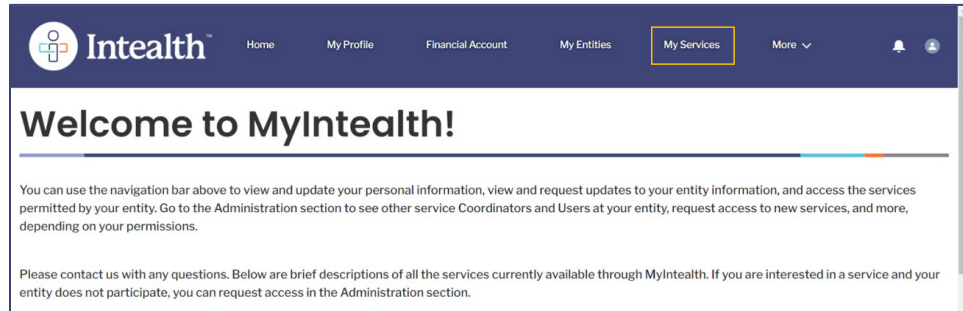 Intealth™ Home My Profile Financial Account My Entities My Services More
Welcome to MyIntealth!
You can use the navigation bar above to view and update your personal information, view and request updates to your entity information, and access the services
permitted by your entity. Go to the Administration section to see other service Coordinators and Users at your entity, request access to new services, and more,
depending on your permissions.
Please contact us with any questions. Below are brief descriptions of all the services currently available through MyIntealth. If you are interested in a service and your
entity does not participate, you can request access in the Administration section.